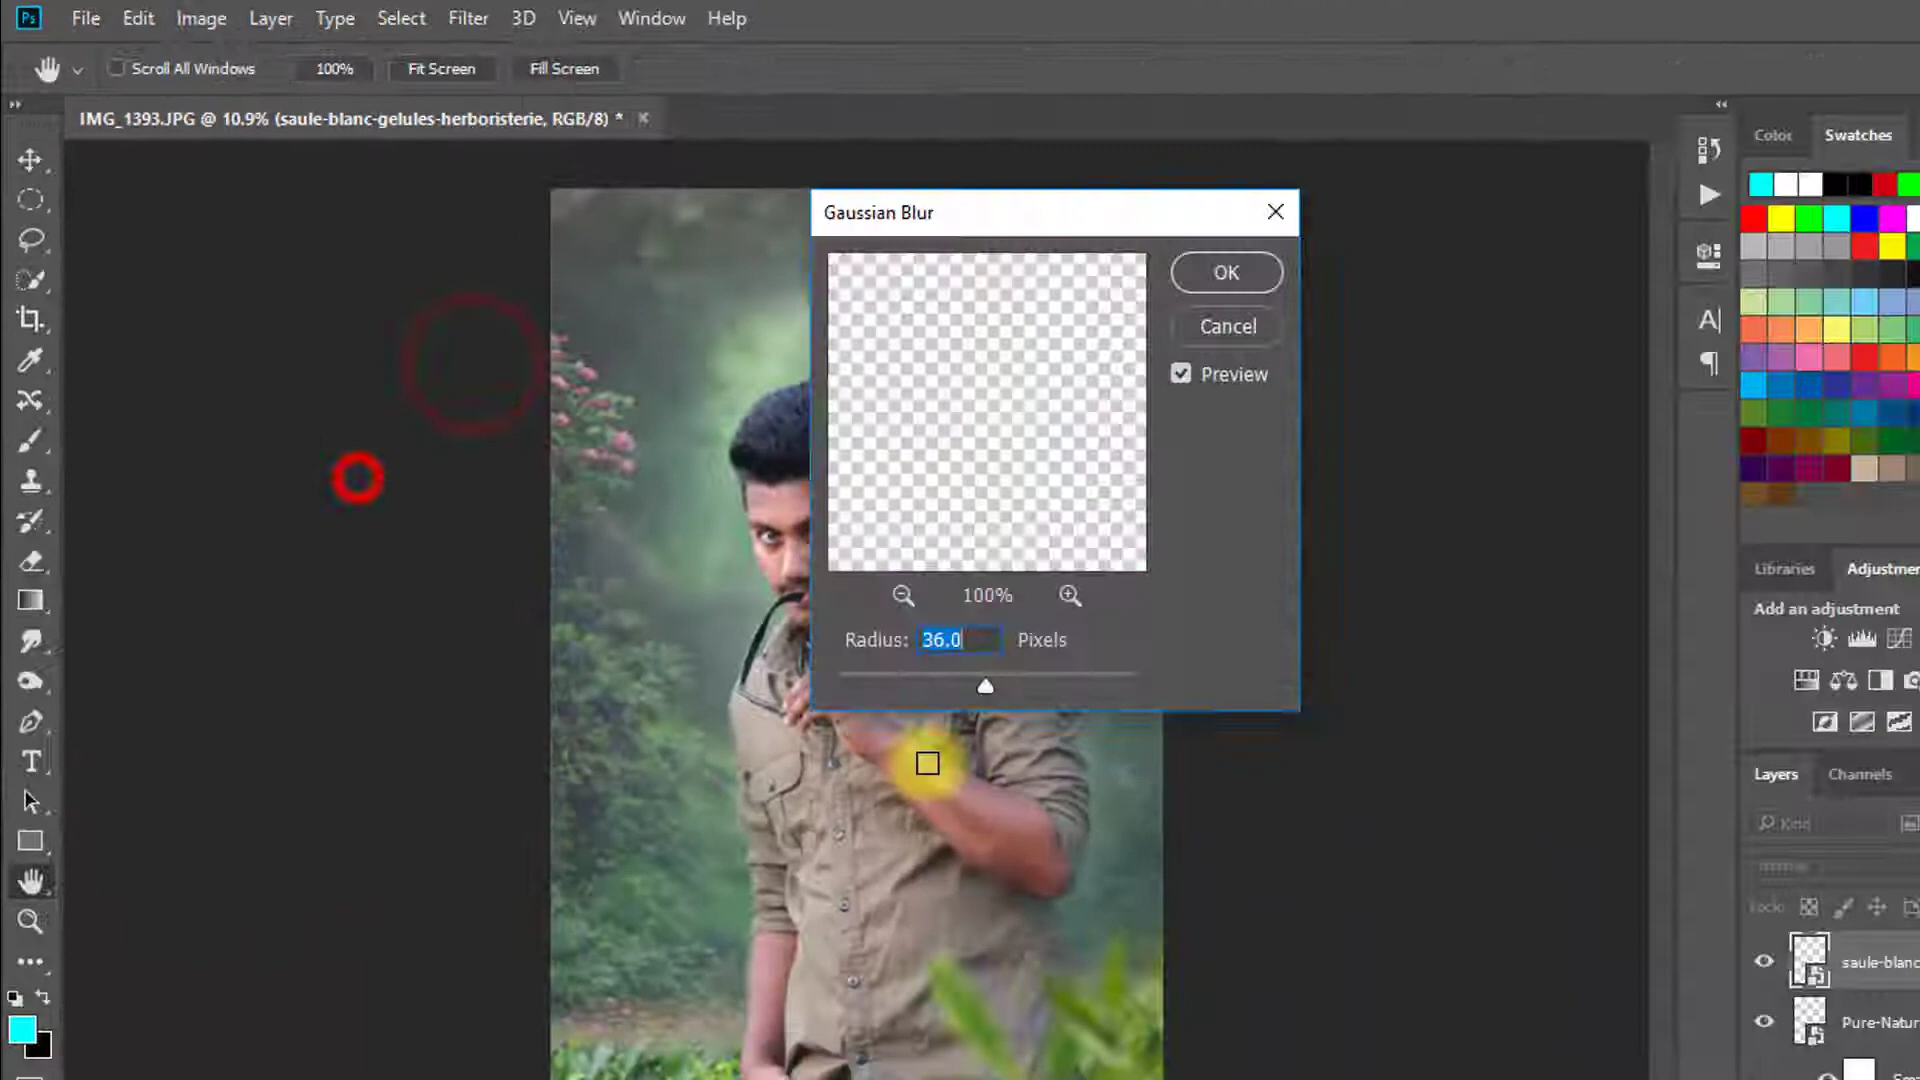 Ps File Edit Image Layer Type Select Filter 3D View Window Help
Scroll All Windows 100% Fit Screen Fill Screen
IMG_1393.JPG @ 10.9% (saule-blanc-gelules-herboristerie, RGB/8) *
Color Swatches
Gaussian Blur
OK
Cancel
Preview
100%
Radius: 36.0 Pixels
Libraries Adjustmen
Add an adjustment
Layers Channels
Kind
Lock:
saule-blanc
Pure-Natur